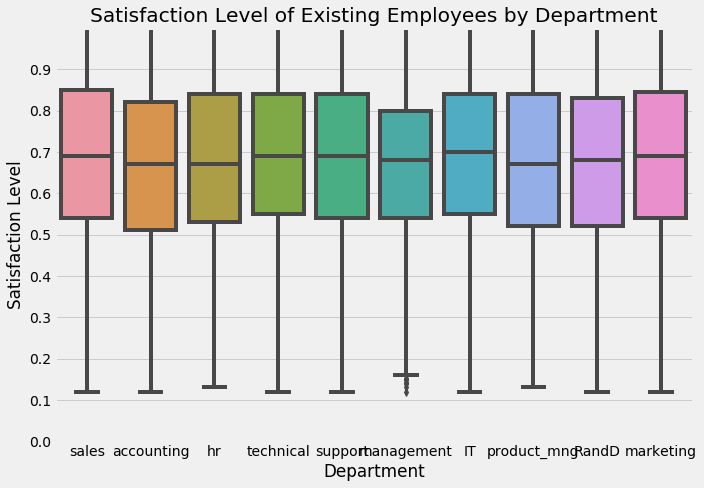 Satisfaction Level of Existing Employees by Department
Satisfaction Level
0.9
0.8
0.7
0.6
0.5
0.4
0.3
0.2
0.1
0.0
sales accounting hr technical support management IT product_mng RandD marketing
Department